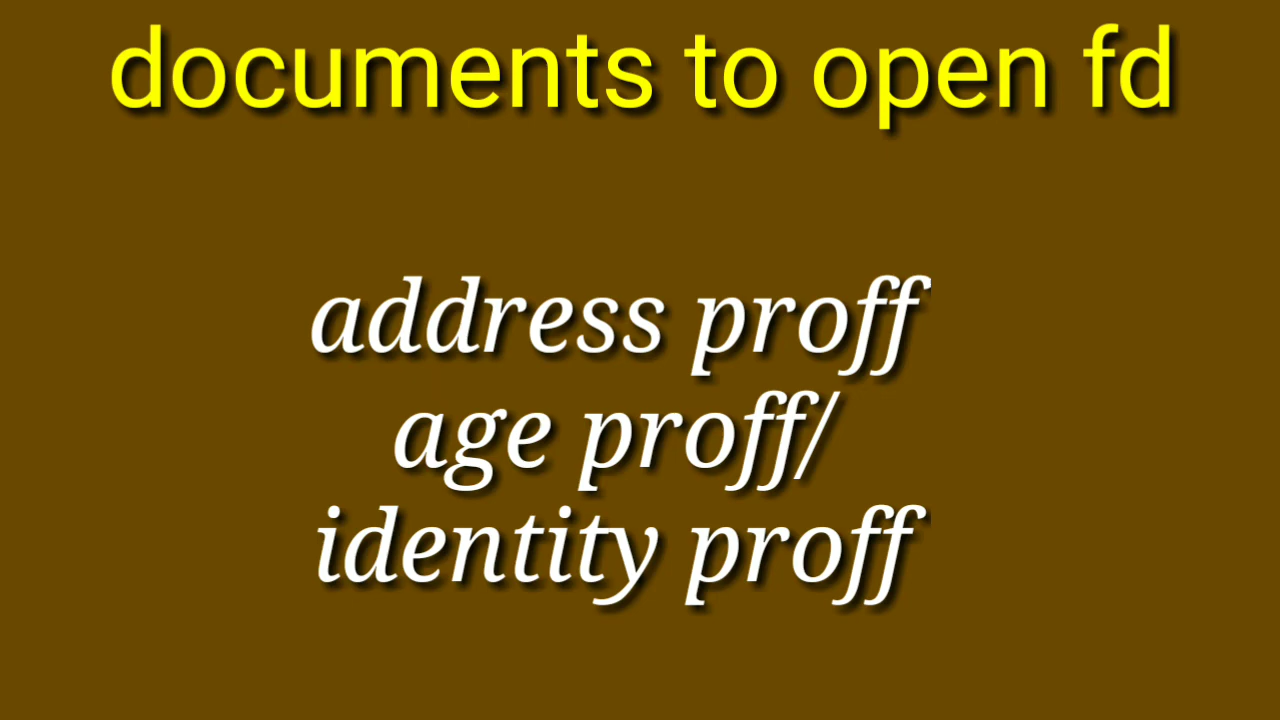 documents to open fd
address proff
age proff/
identity proff